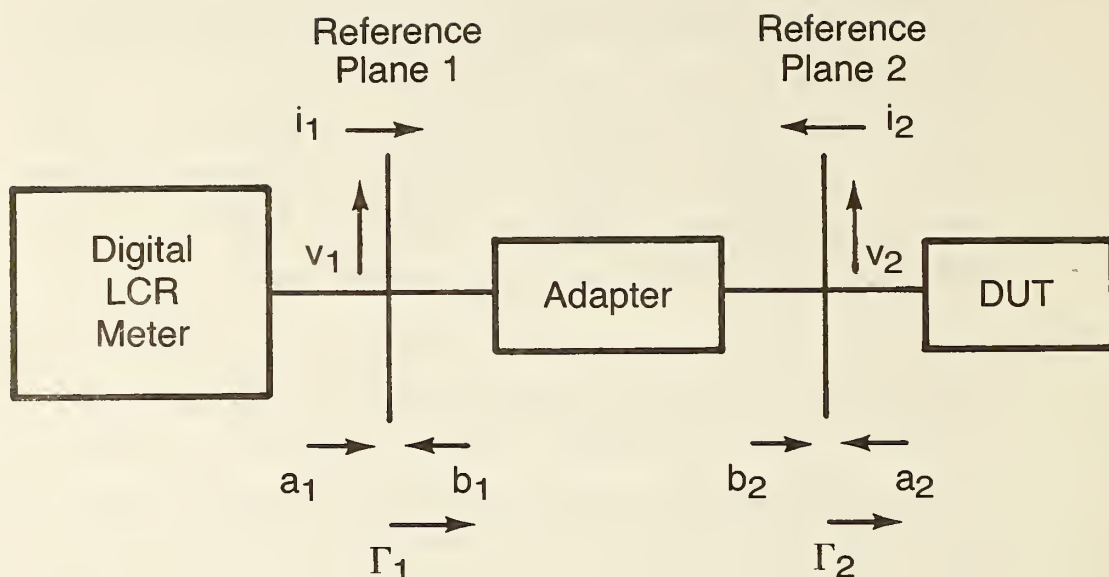 Reference
Plane 1
Reference
Plane 2
i1
i2
Digital
LCR
Meter
v1
Adapter
v2
DUT
a1
b1
b2
a2
Γ1
Γ2